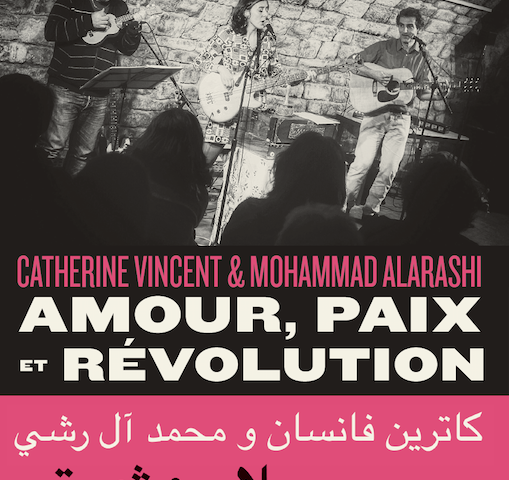 CATHERINE VINCENT & MOHAMMAD ALARASHI
AMOUR, PAIX
ET RÉVOLUTION
كاترين فانسان و محمد آل رشي